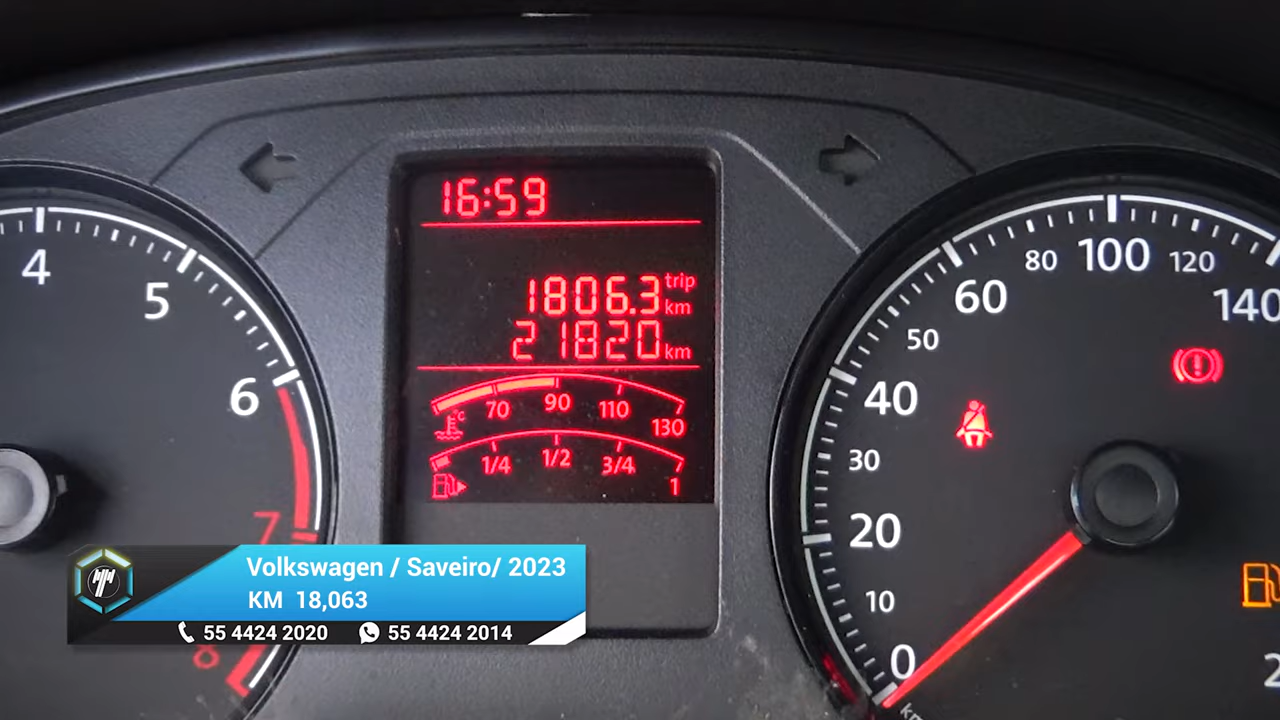 16:59
1806.3 trip km
21820 km
70 90 110 130
°C
1/4 1/2 3/4 1
4 5 6 7 8
0 10 20 30 40 50 60 80 100 120 140
Volkswagen / Saveiro/ 2023
KM 18,063
55 4424 2020 55 4424 2014